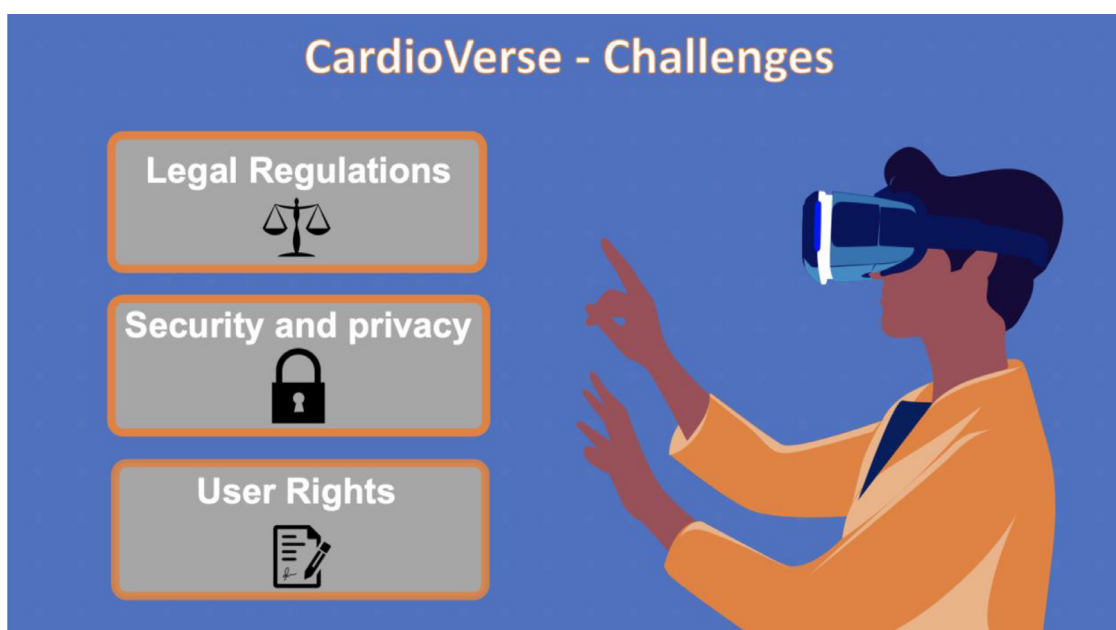 CardioVerse - Challenges
Legal Regulations
Security and privacy
User Rights